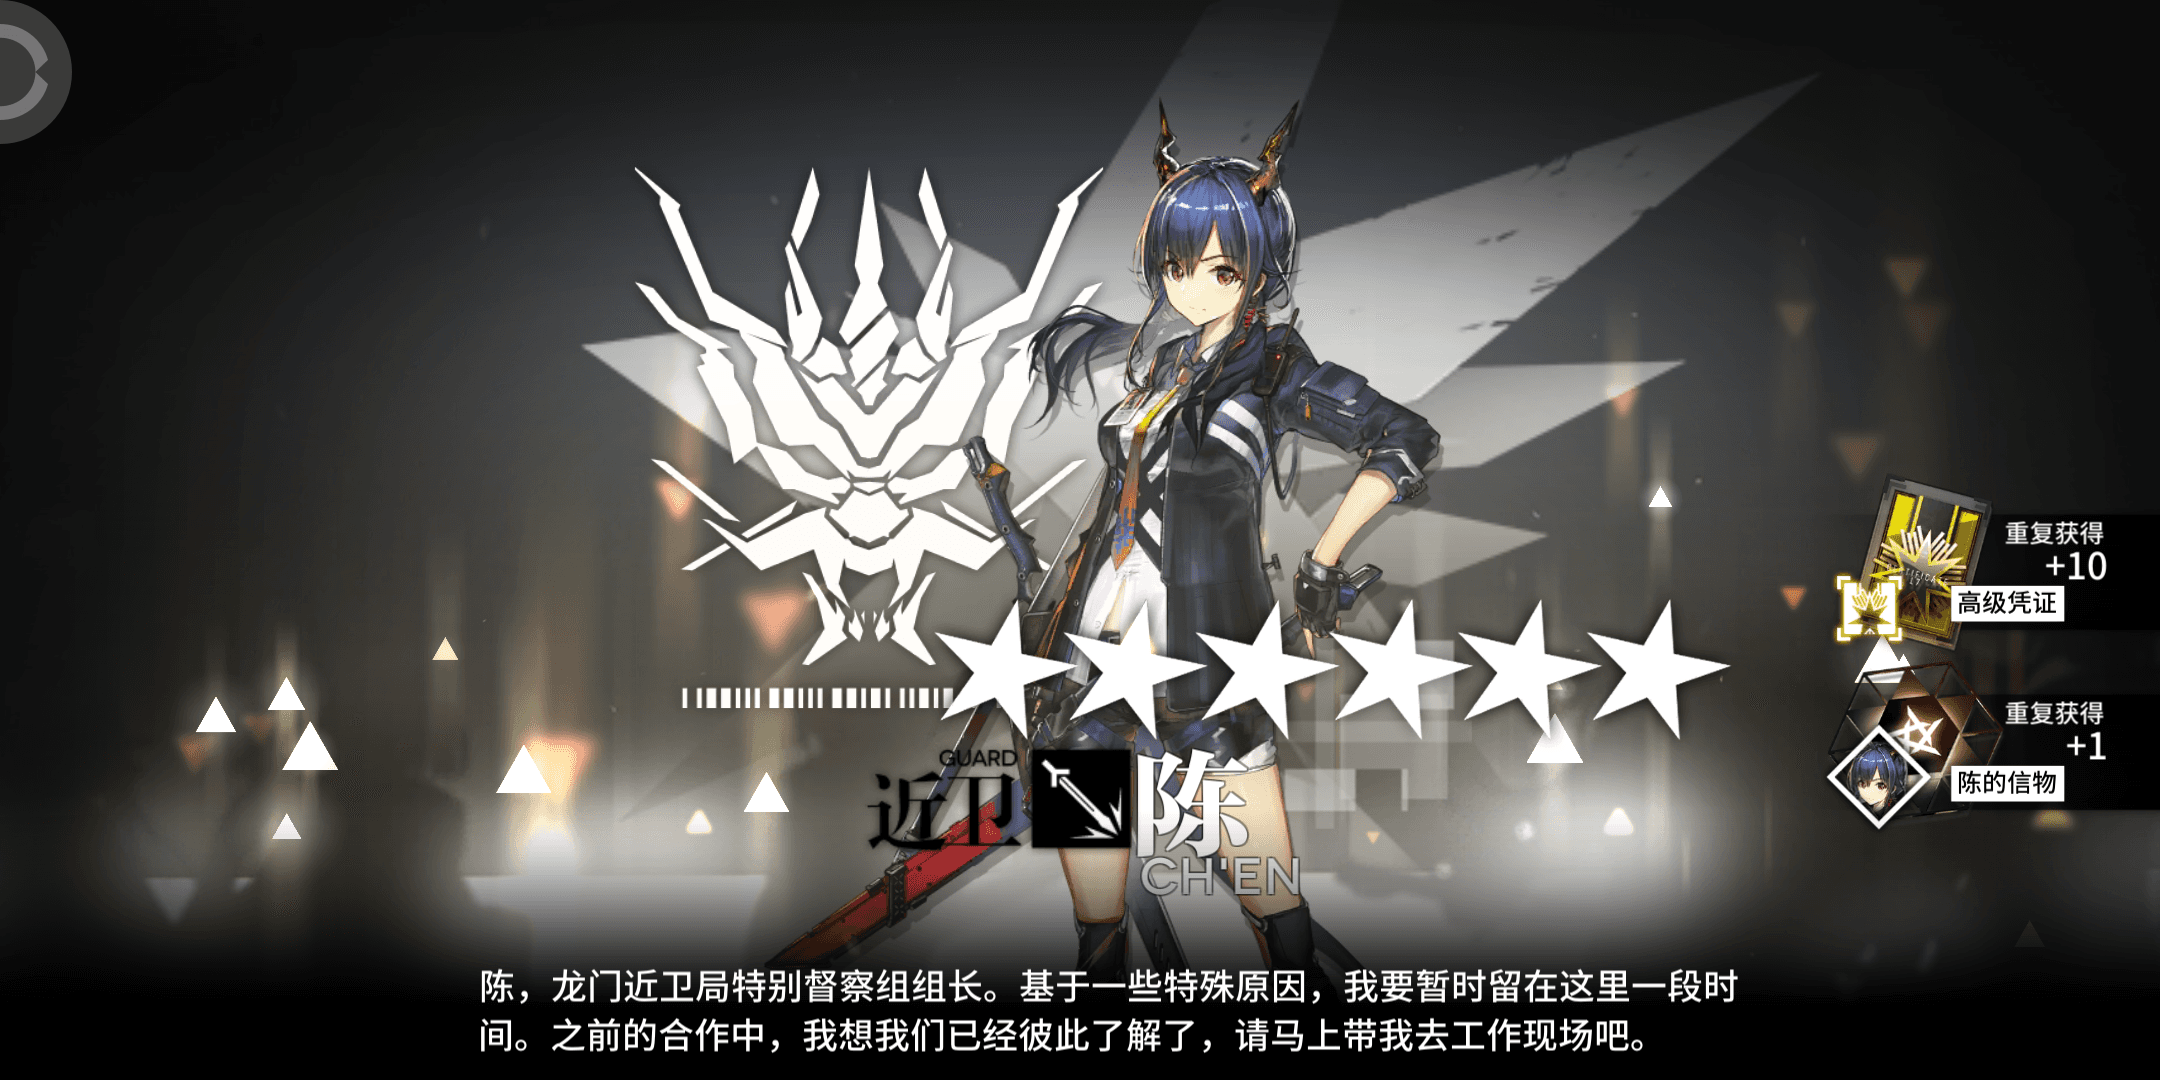 重复获得
+10
高级凭证
重复获得
+1
陈的信物
GUARD
近卫
陈
CH'EN
陈，龙门近卫局特别督察组组长。基于一些特殊原因，我要暂时留在这里一段时
间。之前的合作中，我想我们已经彼此了解了，请马上带我去工作现场吧。